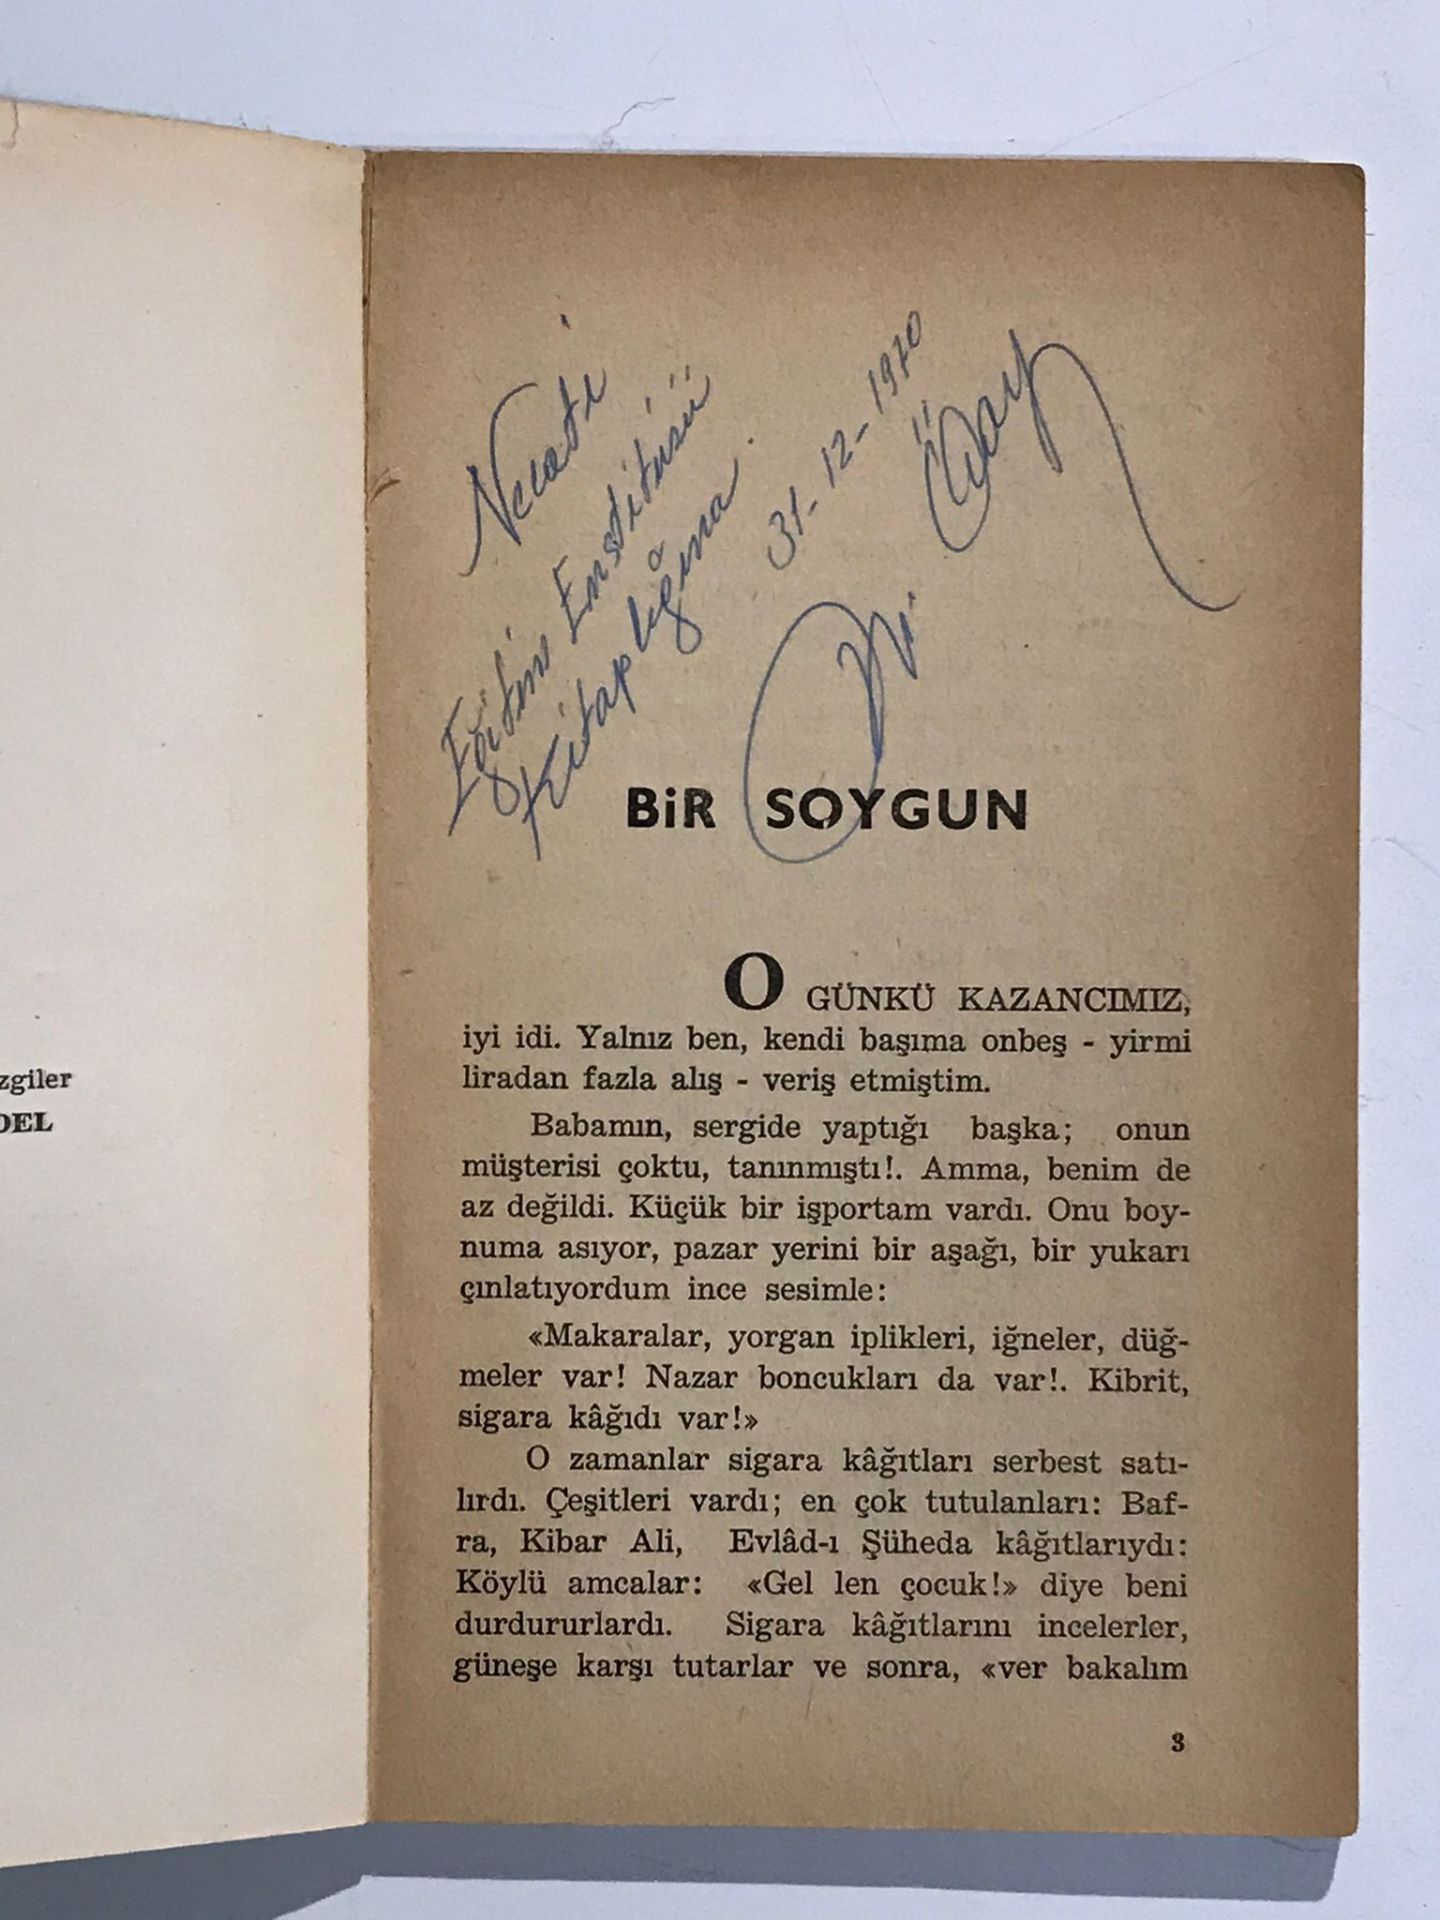 Necati
Eğitim Enstitüsü
Kitaplığına.
31-12-1970
zgiler
DEL
BiR SOYGUN
O GÜNKÜ KAZANCIMIZ,
iyi idi. Yalnız ben, kendi başıma onbeş - yirmi
liradan fazla alış - veriş etmiştim.
Babamın, sergide yaptığı başka; onun
müşterisi çoktu, tanınmıştı!. Amma, benim de
az değildi. Küçük bir işportam vardı. Onu boy-
numa asıyor, pazar yerini bir aşağı, bir yukarı
çınlatıyordum ince sesimle:
«Makaralar, yorgan iplikleri, iğneler, düğ-
meler var! Nazar boncukları da var!. Kibrit,
sigara kâğıdı var!»
O zamanlar sigara kâğıtları serbest satı-
lırdı. Çeşitleri vardı; en çok tutulanları: Baf-
ra, Kibar Ali, Evlâd-ı Şüheda kâğıtlarıydı:
Köylü amcalar: «Gel len çocuk!» diye beni
durdururlardı. Sigara kâğıtlarını incelerler,
güneşe karşı tutarlar ve sonra, «ver bakalım
3